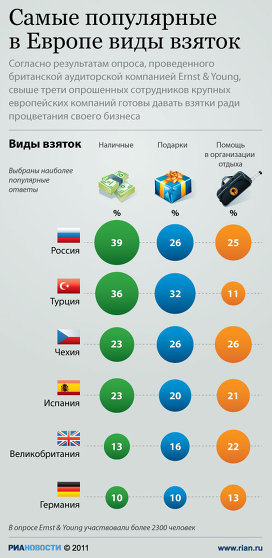 Самые популярные
в Европе виды взяток
Согласно результатам опроса, проведенного
британской аудиторской компанией Ernst & Young,
свыше трети опрошенных сотрудников крупных
европейских компаний готовы давать взятки ради
процветания своего бизнеса
Виды взяток
Наличные
Подарки
Помощь
в организации
отдыха
Выбраны наиболее
популярные
ответы
% % %
Россия 39 26 25
Турция 36 32 11
Чехия 23 26 26
Испания 23 20 21
Великобритания 13 16 22
Германия 10 10 13
В опросе Ernst & Young участвовали более 2300 человек
РИАНОВОСТИ © 2011 www.rian.ru